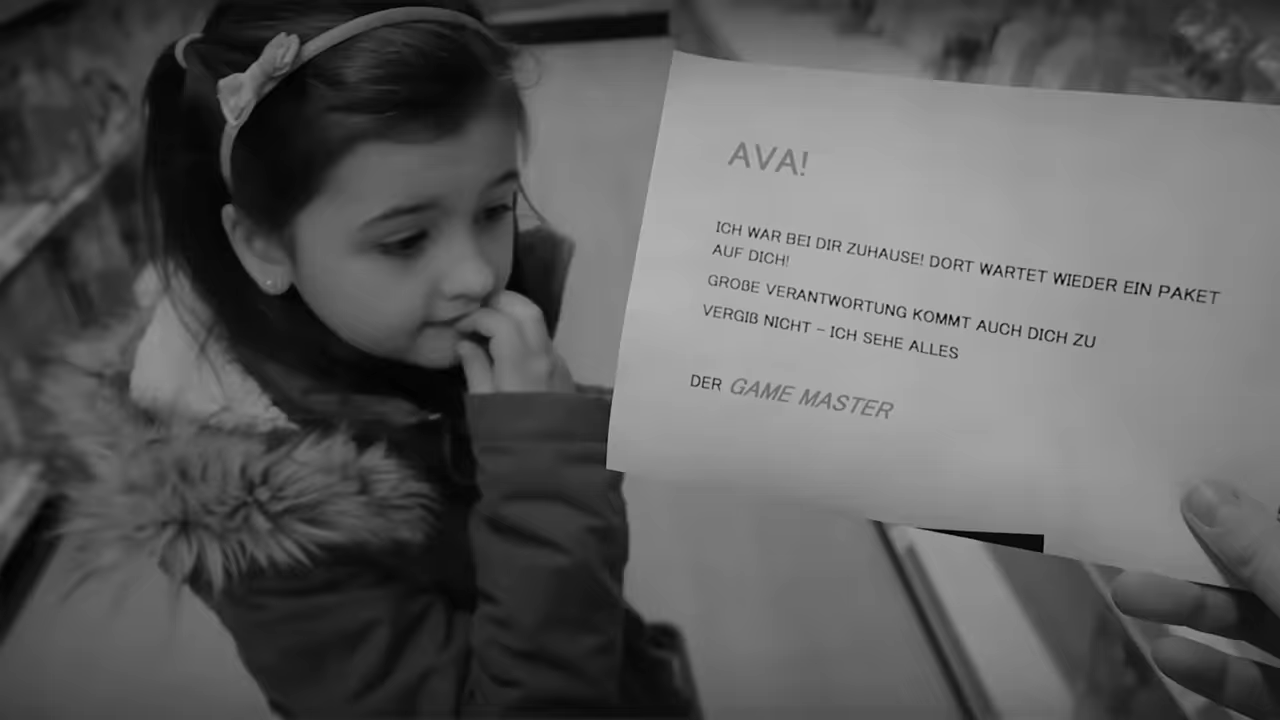 AVA!
ICH WAR BEI DIR ZUHAUSE! DORT WARTET WIEDER EIN PAKET
AUF DICH!
GROßE VERANTWORTUNG KOMMT AUCH DICH ZU
VERGIß NICHT – ICH SEHE ALLES
DER GAME MASTER